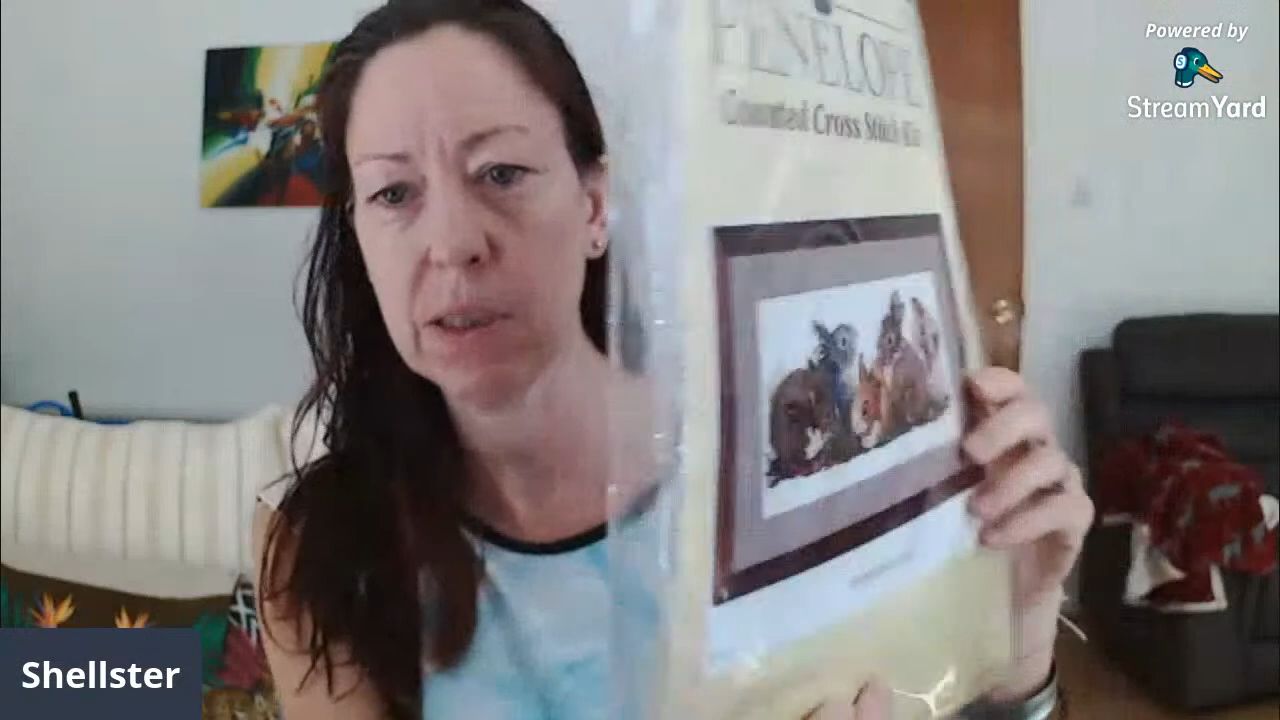 Powered by
StreamYard
PENELOPE
Counted Cross Stitch Kit
Shellster